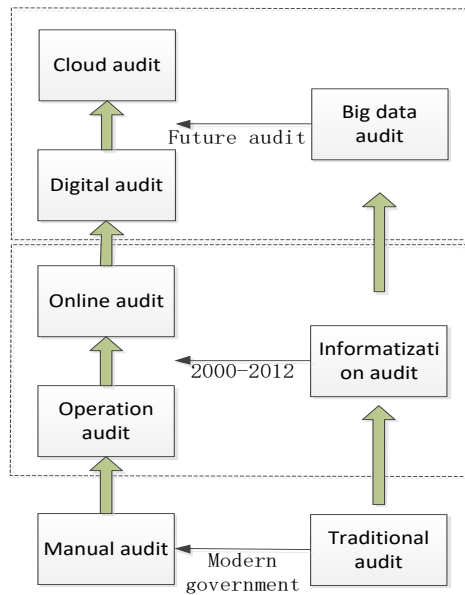 Cloud audit
Big data
audit
Future audit
Digital audit
Online audit
Informatizati
on audit
2000-2012
Operation
audit
Manual audit
Traditional
audit
Modern
government